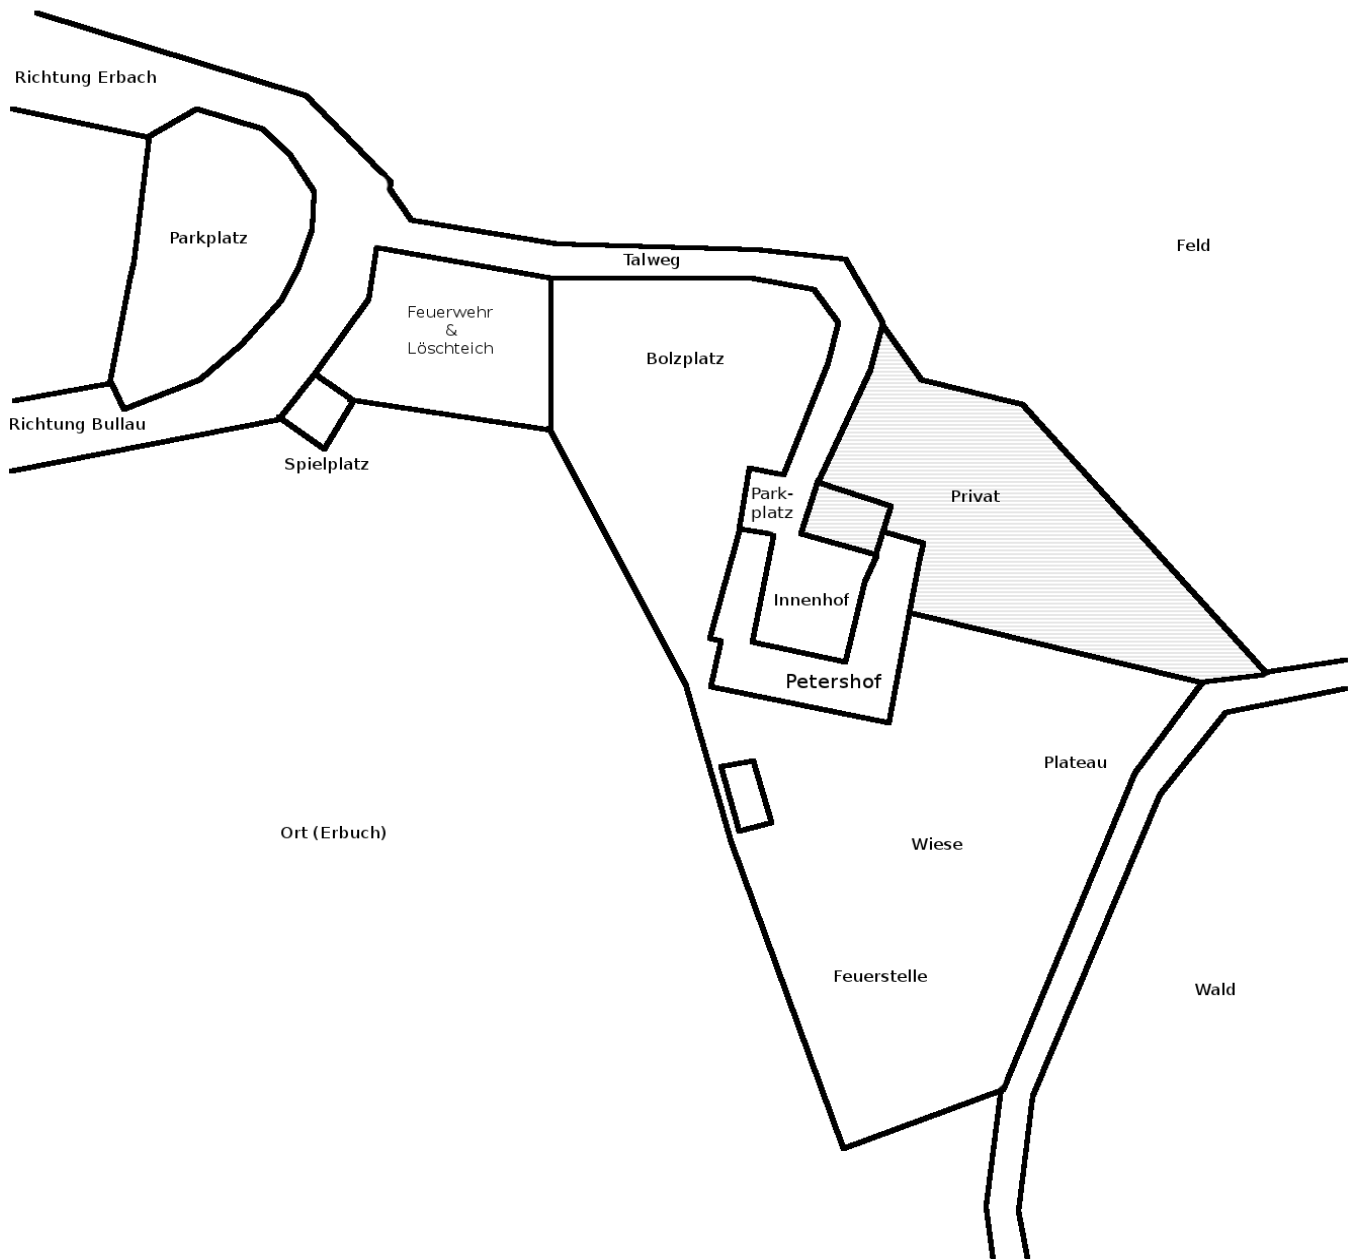 Richtung Erbach
Parkplatz
Feld
Talweg
Feuerwehr
&
Löschteich
Bolzplatz
Richtung Bullau
Spielplatz
Park-
platz
Privat
Innenhof
Petershof
Plateau
Ort (Erbuch)
Wiese
Feuerstelle
Wald